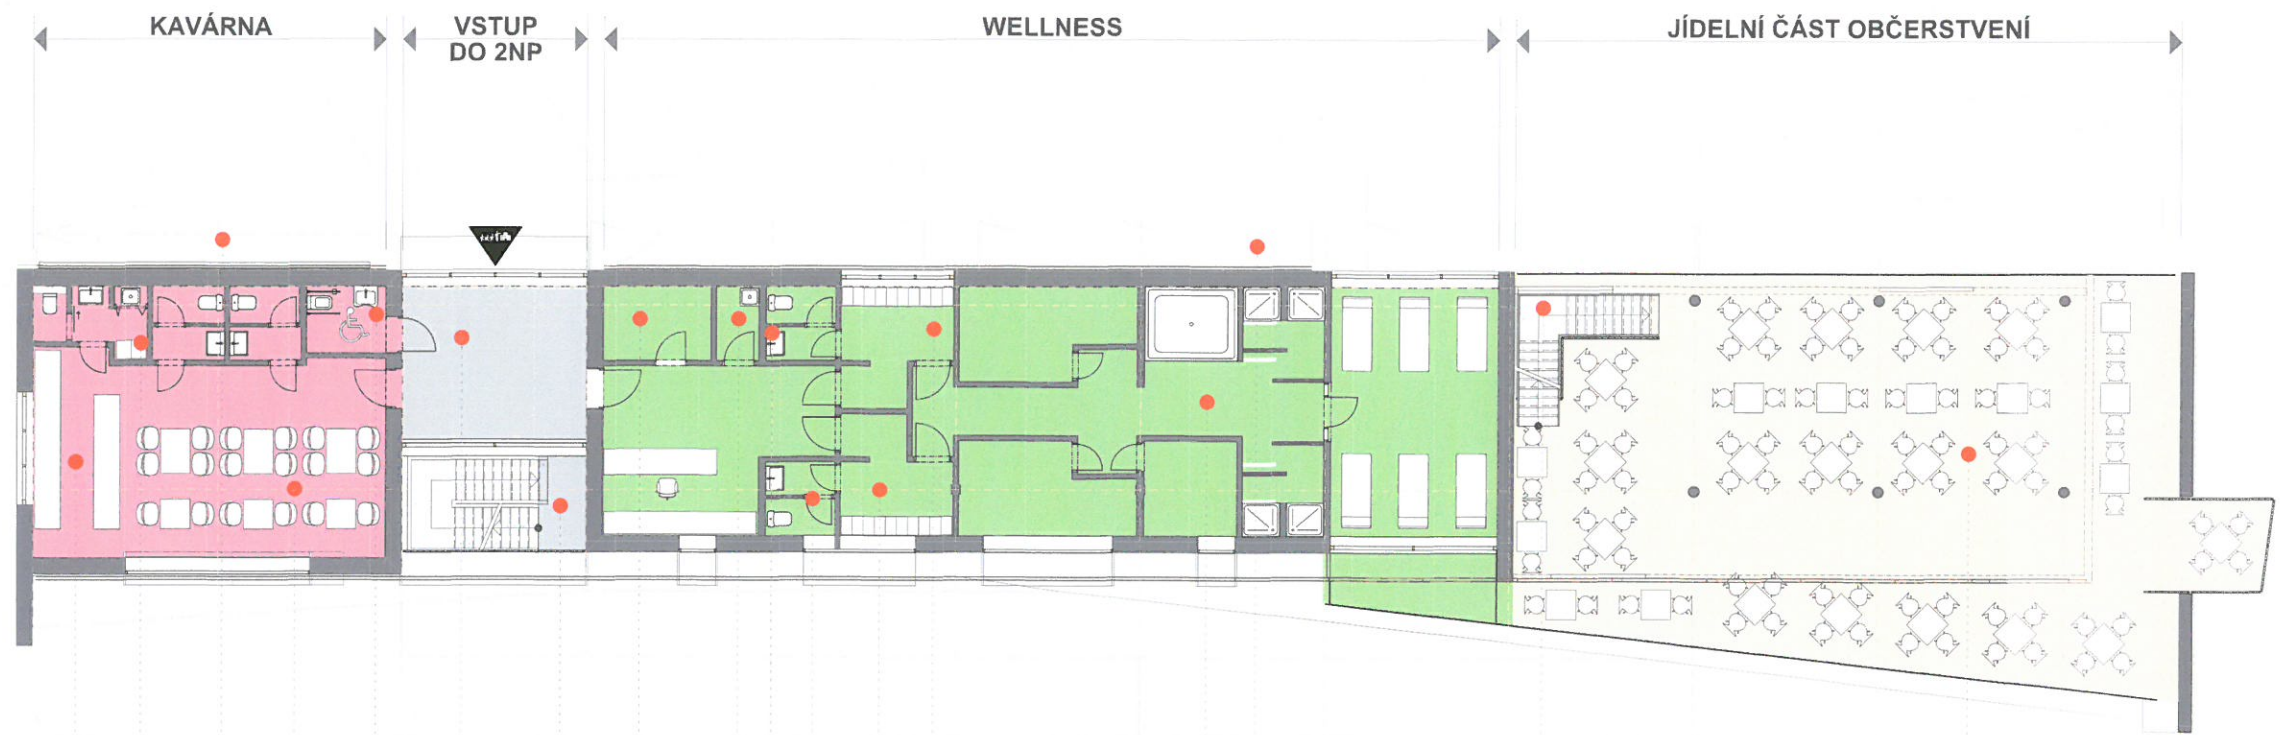 KAVÁRNA
VSTUP
DO 2NP
WELLNESS
JÍDELNÍ ČÁST OBČERSTVENÍ